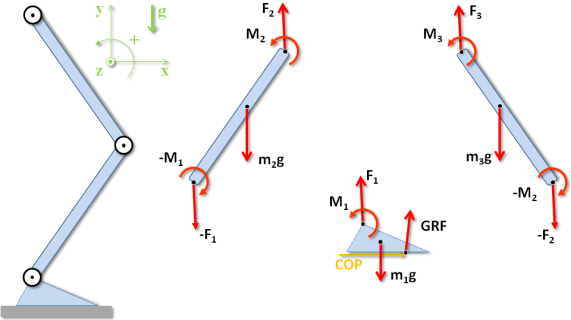 y
g
+
z
x
F₂
M₂
-M₁
m₂g
-F₁
F₃
M₃
m₃g
-M₂
-F₂
F₁
M₁
GRF
COP
m₁g